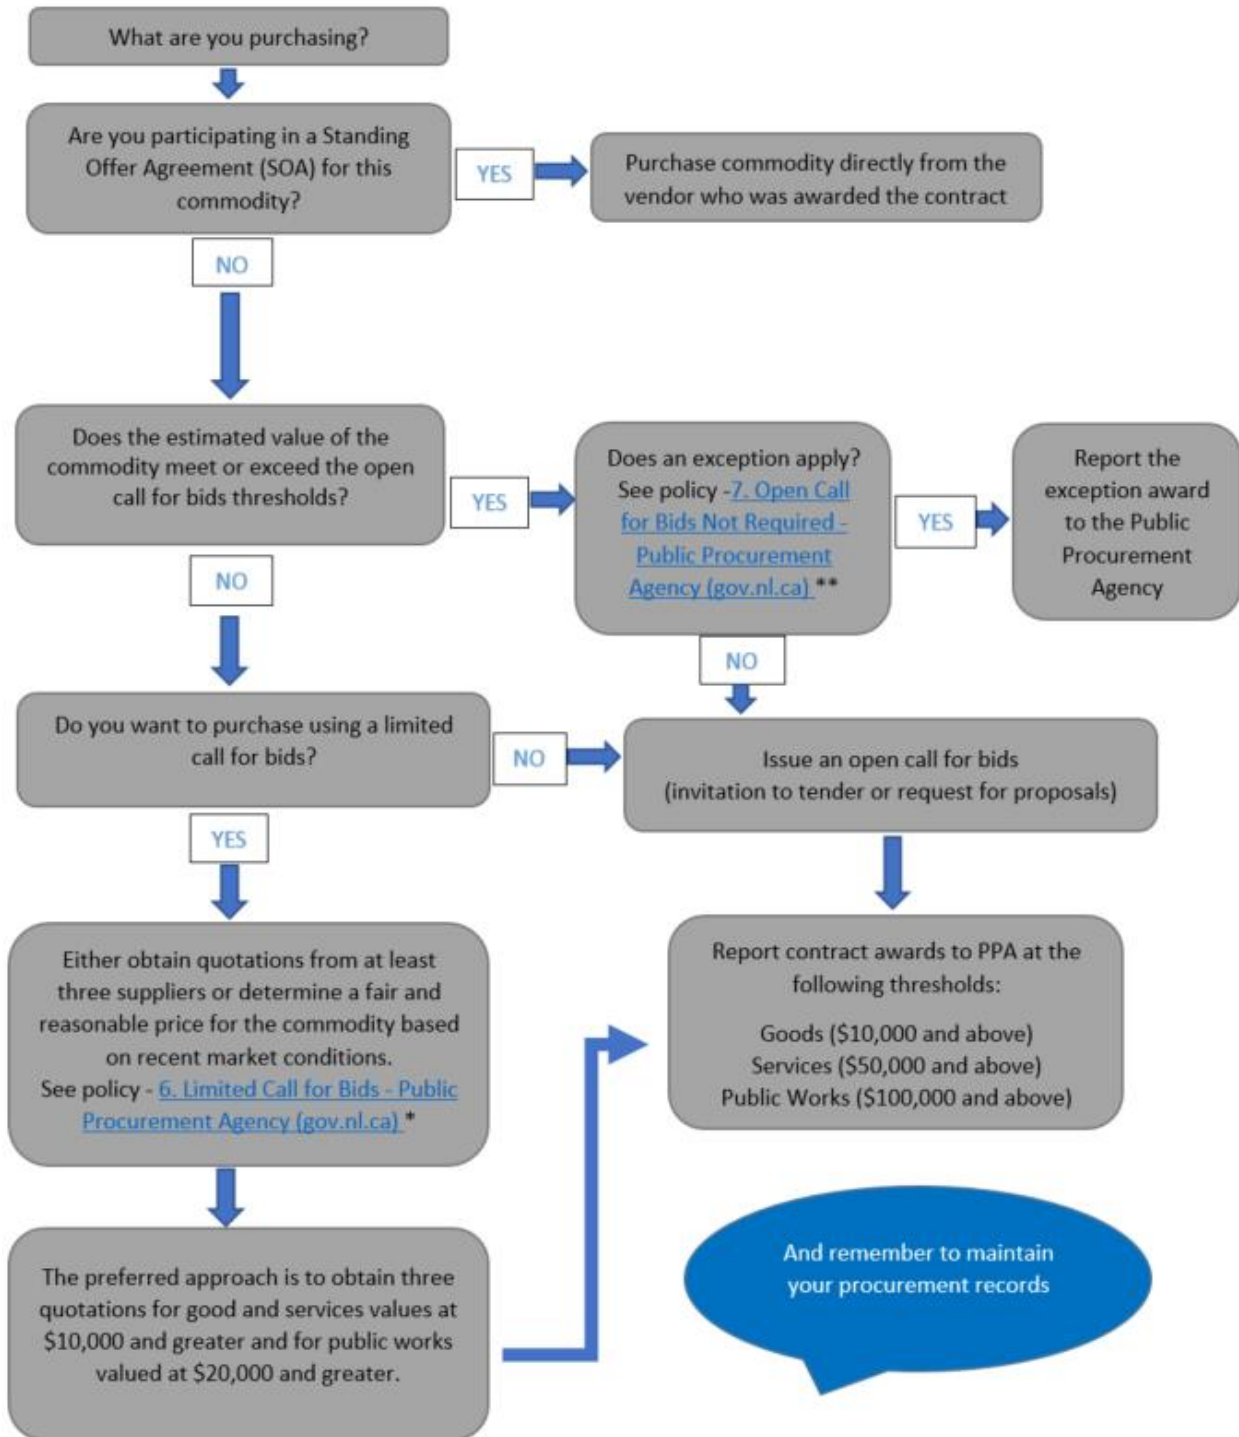 What are you purchasing?
Are you participating in a Standing
Offer Agreement (SOA) for this
commodity?
YES
Purchase commodity directly from the
vendor who was awarded the contract
NO
Does the estimated value of the
commodity meet or exceed the open
call for bids thresholds?
YES
Does an exception apply?
See policy -7. Open Call
for Bids Not Required -
Public Procurement
Agency (gov.nl.ca) **
YES
Report the
exception award
to the Public
Procurement
Agency
NO
NO
Do you want to purchase using a limited
call for bids?
NO
Issue an open call for bids
(invitation to tender or request for proposals)
YES
Either obtain quotations from at least
three suppliers or determine a fair and
reasonable price for the commodity based
on recent market conditions.
See policy - 6. Limited Call for Bids - Public
Procurement Agency (gov.nl.ca) *
Report contract awards to PPA at the
following thresholds:
Goods ($10,000 and above)
Services ($50,000 and above)
Public Works ($100,000 and above)
The preferred approach is to obtain three
quotations for good and services values at
$10,000 and greater and for public works
valued at $20,000 and greater.
And remember to maintain
your procurement records